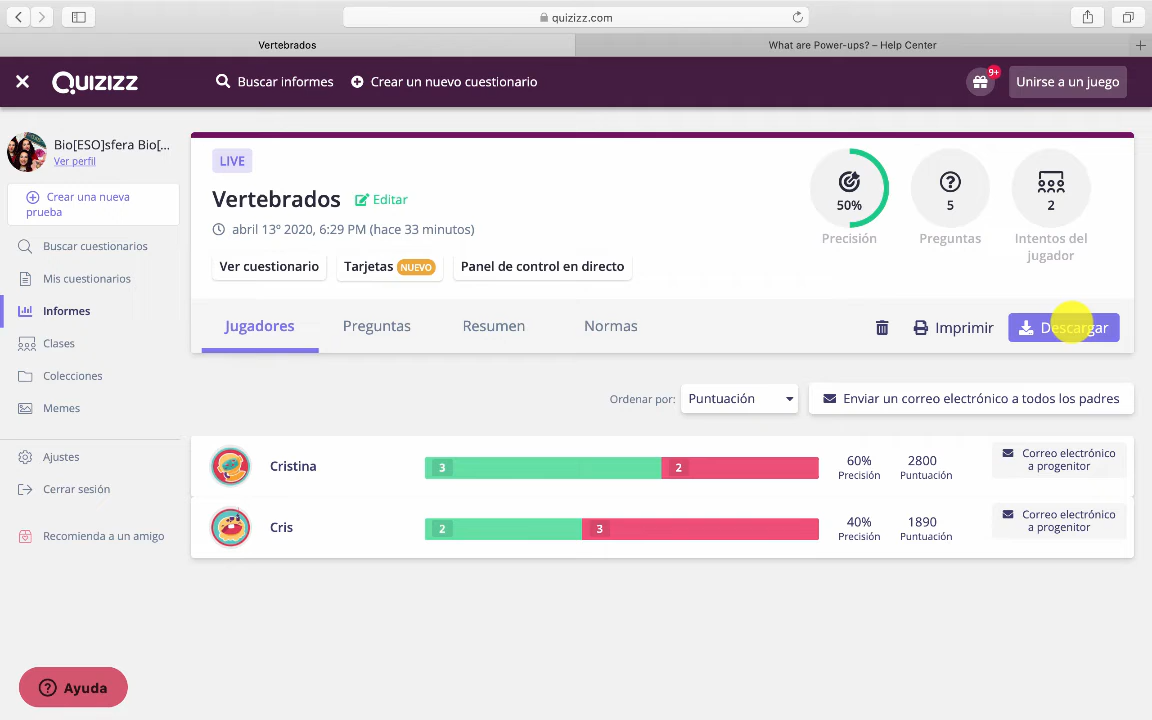 quizizz.com
Vertebrados
What are Power-ups? – Help Center
QUIZIZZ
Buscar informes
Crear un nuevo cuestionario
9+
Unirse a un juego
Bio[ESO]sfera Bio[...
Ver perfil
Crear una nueva
prueba
Buscar cuestionarios
Mis cuestionarios
Informes
Clases
Colecciones
Memes
Ajustes
Cerrar sesión
Recomienda a un amigo
Ayuda
LIVE
Vertebrados
Editar
abril 13º 2020, 6:29 PM (hace 33 minutos)
Ver cuestionario
Tarjetas NUEVO
Panel de control en directo
50%
Precisión
5
Preguntas
2
Intentos del
jugador
Jugadores
Preguntas
Resumen
Normas
Imprimir
Descargar
Ordenar por:
Puntuación
Enviar un correo electrónico a todos los padres
Cristina
3
2
60%
Precisión
2800
Puntuación
Correo electrónico
a progenitor
Cris
2
3
40%
Precisión
1890
Puntuación
Correo electrónico
a progenitor